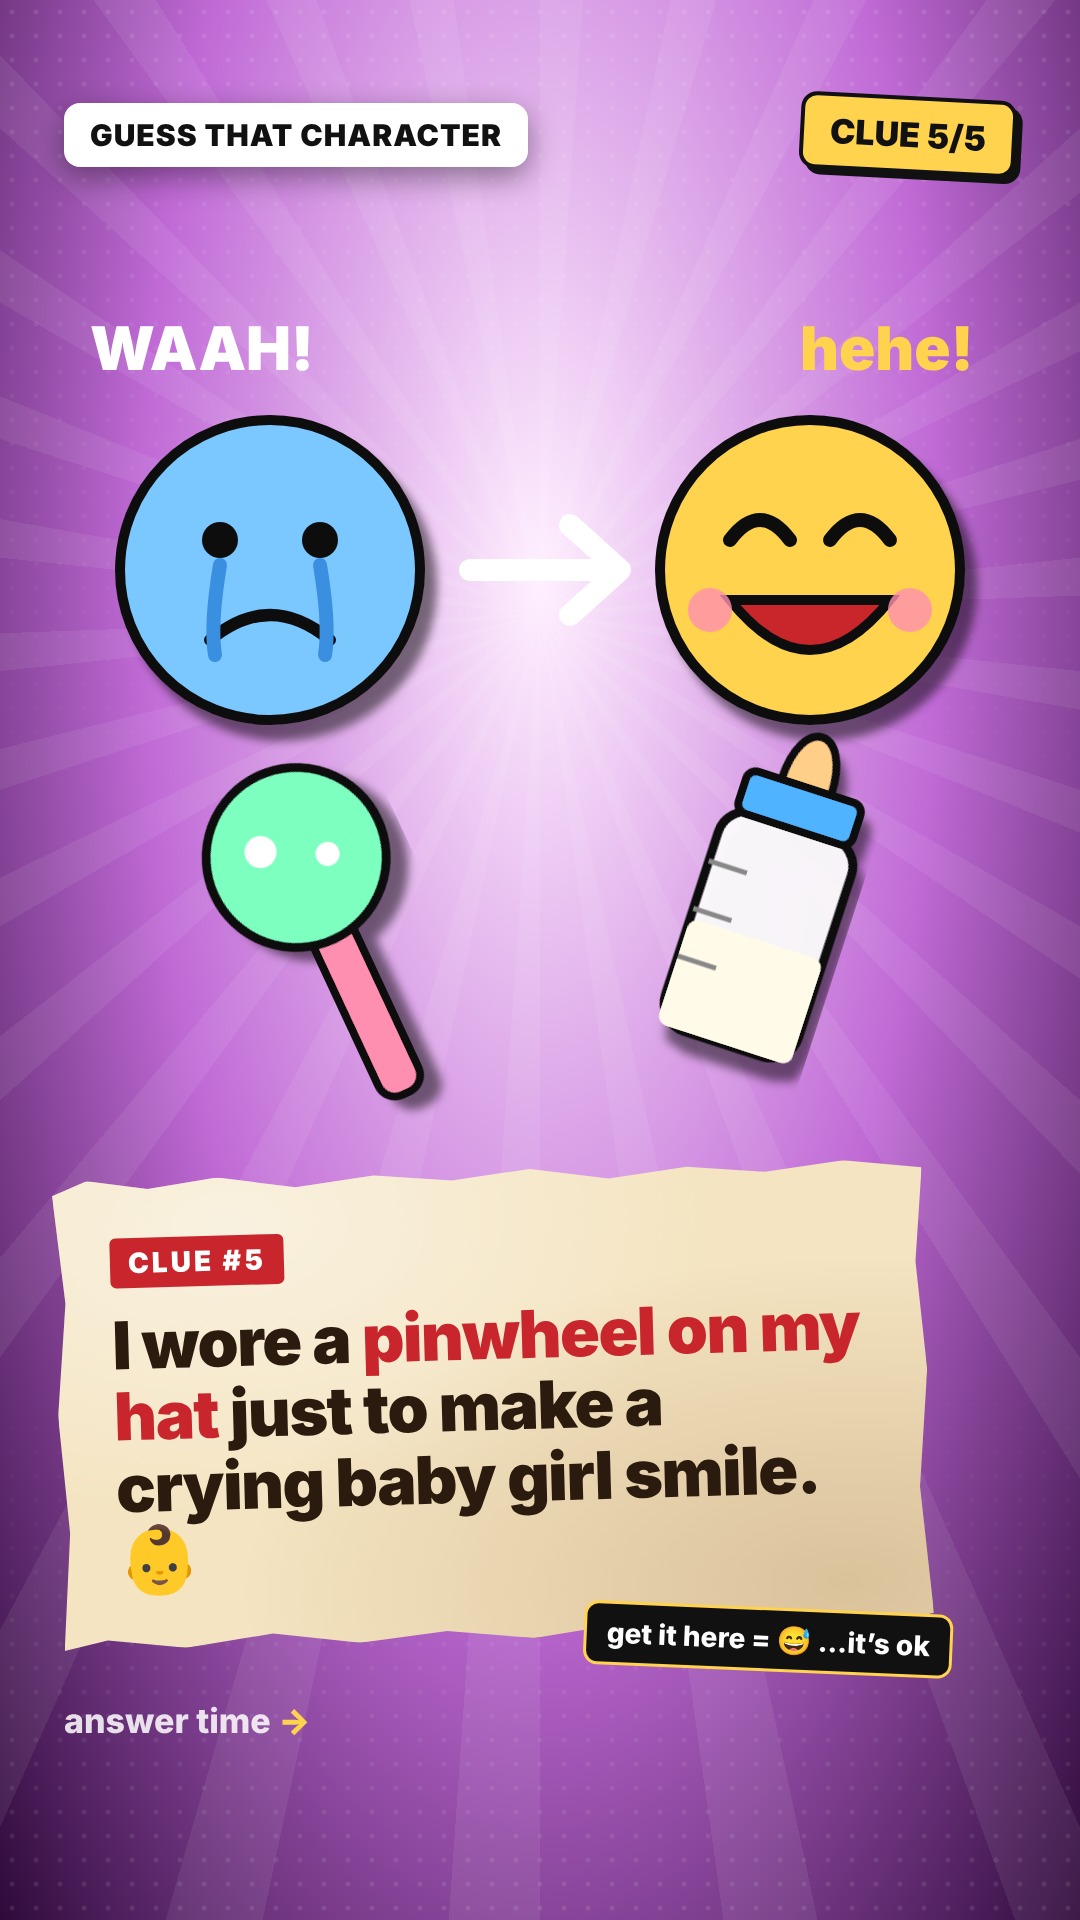 GUESS THAT CHARACTER
CLUE 5/5
WAAH!
hehe!
CLUE #5
I wore a pinwheel on my
hat just to make a
crying baby girl smile.
👶
get it here = 😅 ...it’s ok
answer time →